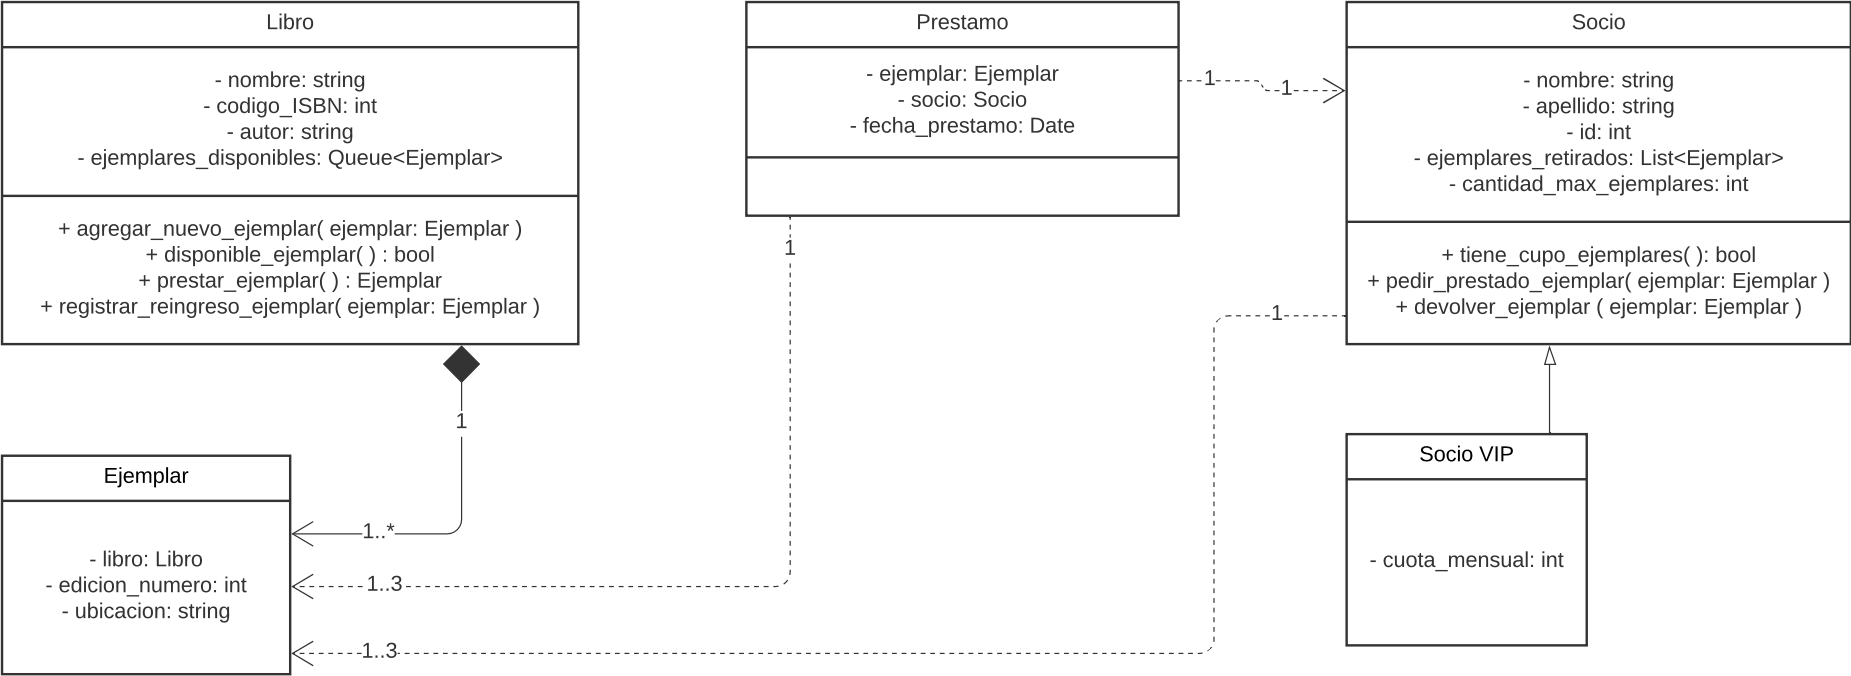 Libro
- nombre: string
- codigo_ISBN: int
- autor: string
- ejemplares_disponibles: Queue<Ejemplar>
+ agregar_nuevo_ejemplar( ejemplar: Ejemplar )
+ disponible_ejemplar( ) : bool
+ prestar_ejemplar( ) : Ejemplar
+ registrar_reingreso_ejemplar( ejemplar: Ejemplar )
Prestamo
- ejemplar: Ejemplar
- socio: Socio
- fecha_prestamo: Date
1
1
Socio
- nombre: string
- apellido: string
- id: int
- ejemplares_retirados: List<Ejemplar>
- cantidad_max_ejemplares: int
+ tiene_cupo_ejemplares( ): bool
+ pedir_prestado_ejemplar( ejemplar: Ejemplar )
+ devolver_ejemplar ( ejemplar: Ejemplar )
1
1
1
Ejemplar
- libro: Libro
- edicion_numero: int
- ubicacion: string
1..*
1..3
1..3
Socio VIP
- cuota_mensual: int